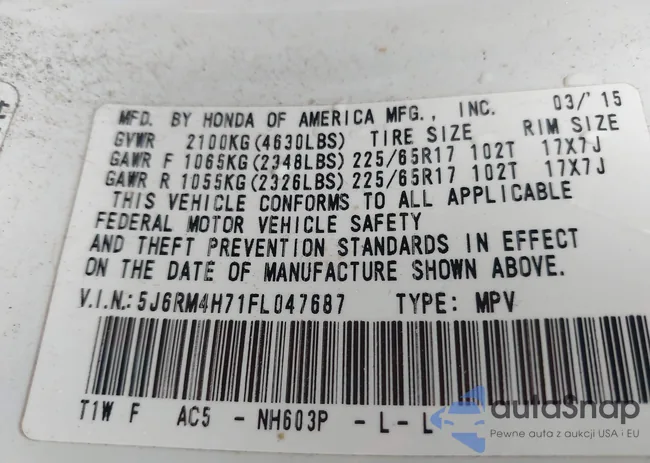 MFD. BY HONDA OF AMERICA MFG., INC. 03/'15
GVWR 2100KG(4630LBS) TIRE SIZE RIM SIZE
GAWR F 1065KG(2348LBS) 225/65R17 102T 17X7J
GAWR R 1055KG(2326LBS) 225/65R17 102T 17X7J
THIS VEHICLE CONFORMS TO ALL APPLICABLE
FEDERAL MOTOR VEHICLE SAFETY
AND THEFT PREVENTION STANDARDS IN EFFECT
ON THE DATE OF MANUFACTURE SHOWN ABOVE.
V.I.N.: 5J6RM4H71FL047687 TYPE: MPV
T1W F AC5 - NH603P - L - L
autaSnap
Pewne auta z aukcji USA i EU